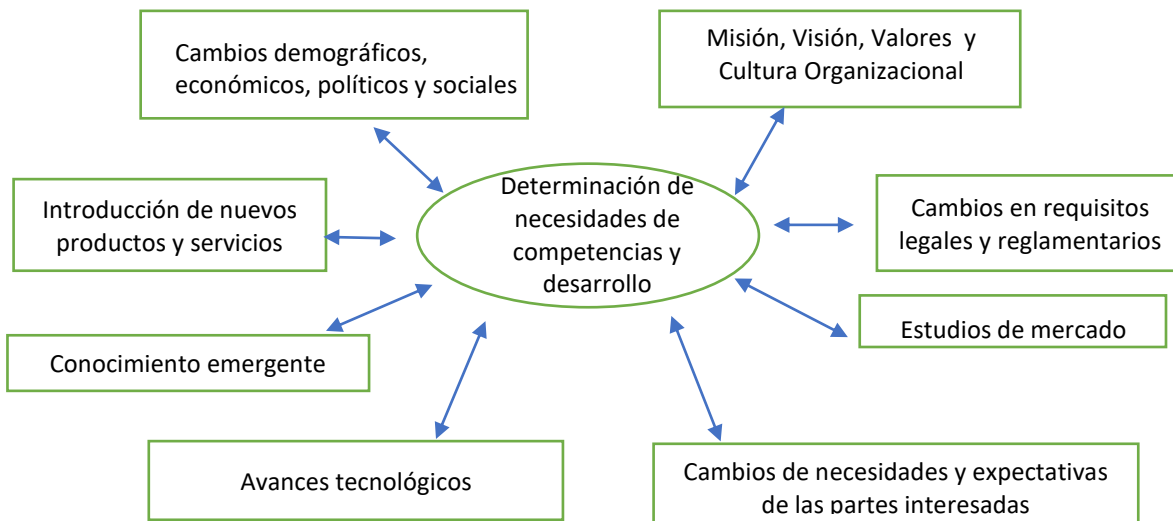 Cambios demográficos,
económicos, políticos y sociales
Misión, Visión, Valores y
Cultura Organizacional
Determinación de
necesidades de
competencias y
desarrollo
Introducción de nuevos
productos y servicios
Cambios en requisitos
legales y reglamentarios
Conocimiento emergente
Estudios de mercado
Avances tecnológicos
Cambios de necesidades y expectativas
de las partes interesadas